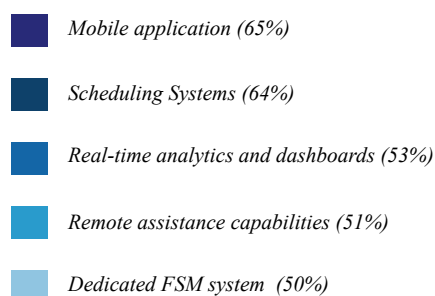 Mobile application (65%)
Scheduling Systems (64%)
Real-time analytics and dashboards (53%)
Remote assistance capabilities (51%)
Dedicated FSM system (50%)